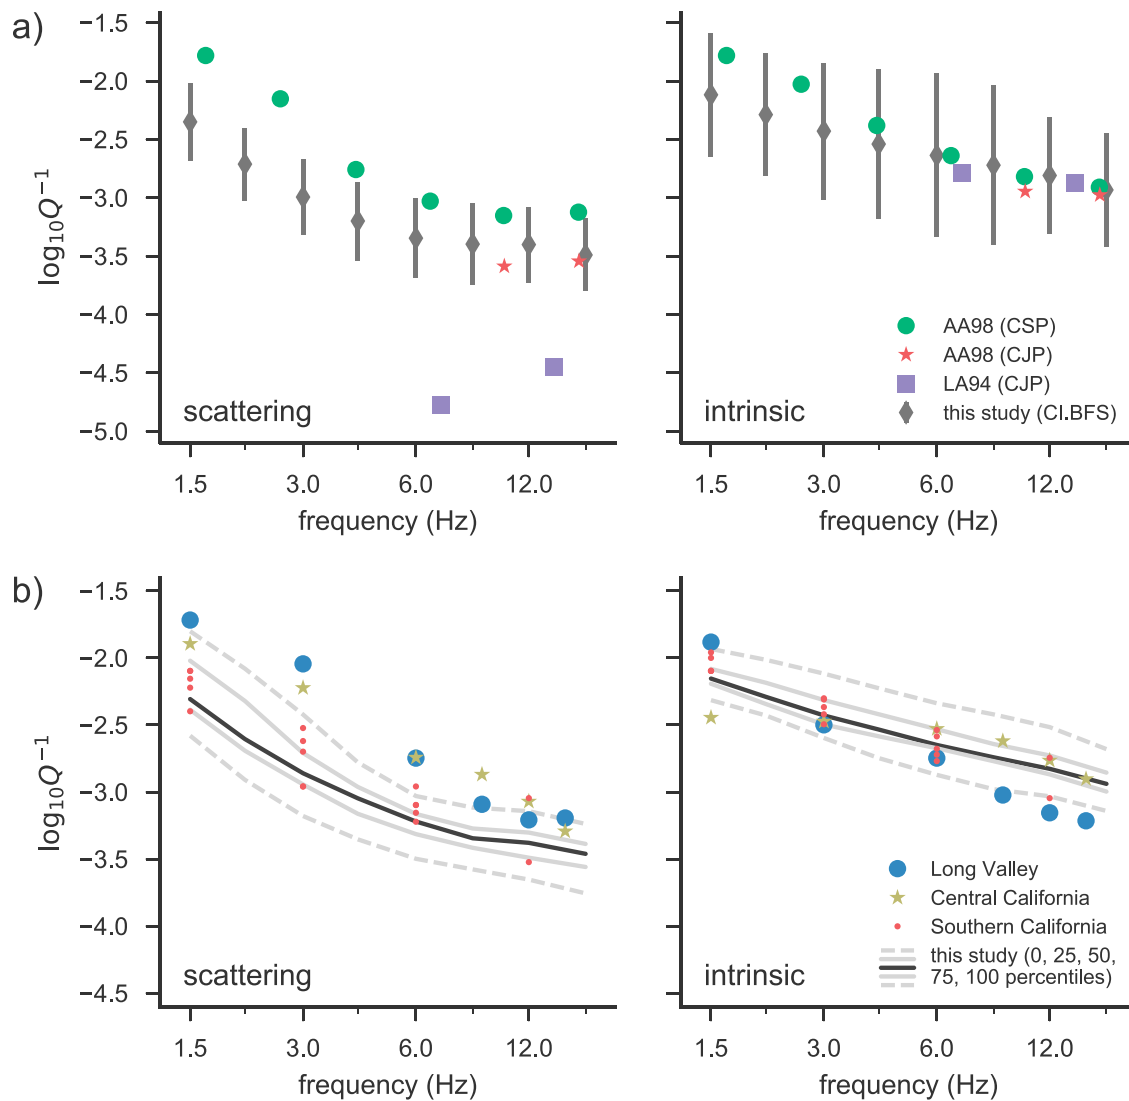 a)
−1.5
−2.0
−2.5
−3.0
−3.5
−4.0
−4.5
−5.0
log₁₀Q⁻¹
scattering
1.5
3.0
6.0
12.0
frequency (Hz)
AA98 (CSP)
AA98 (CJP)
LA94 (CJP)
this study (CI.BFS)
intrinsic
1.5
3.0
6.0
12.0
frequency (Hz)
b)
−1.5
−2.0
−2.5
−3.0
−3.5
−4.0
−4.5
log₁₀Q⁻¹
scattering
1.5
3.0
6.0
12.0
frequency (Hz)
Long Valley
Central California
Southern California
this study (0, 25, 50,
75, 100 percentiles)
intrinsic
1.5
3.0
6.0
12.0
frequency (Hz)